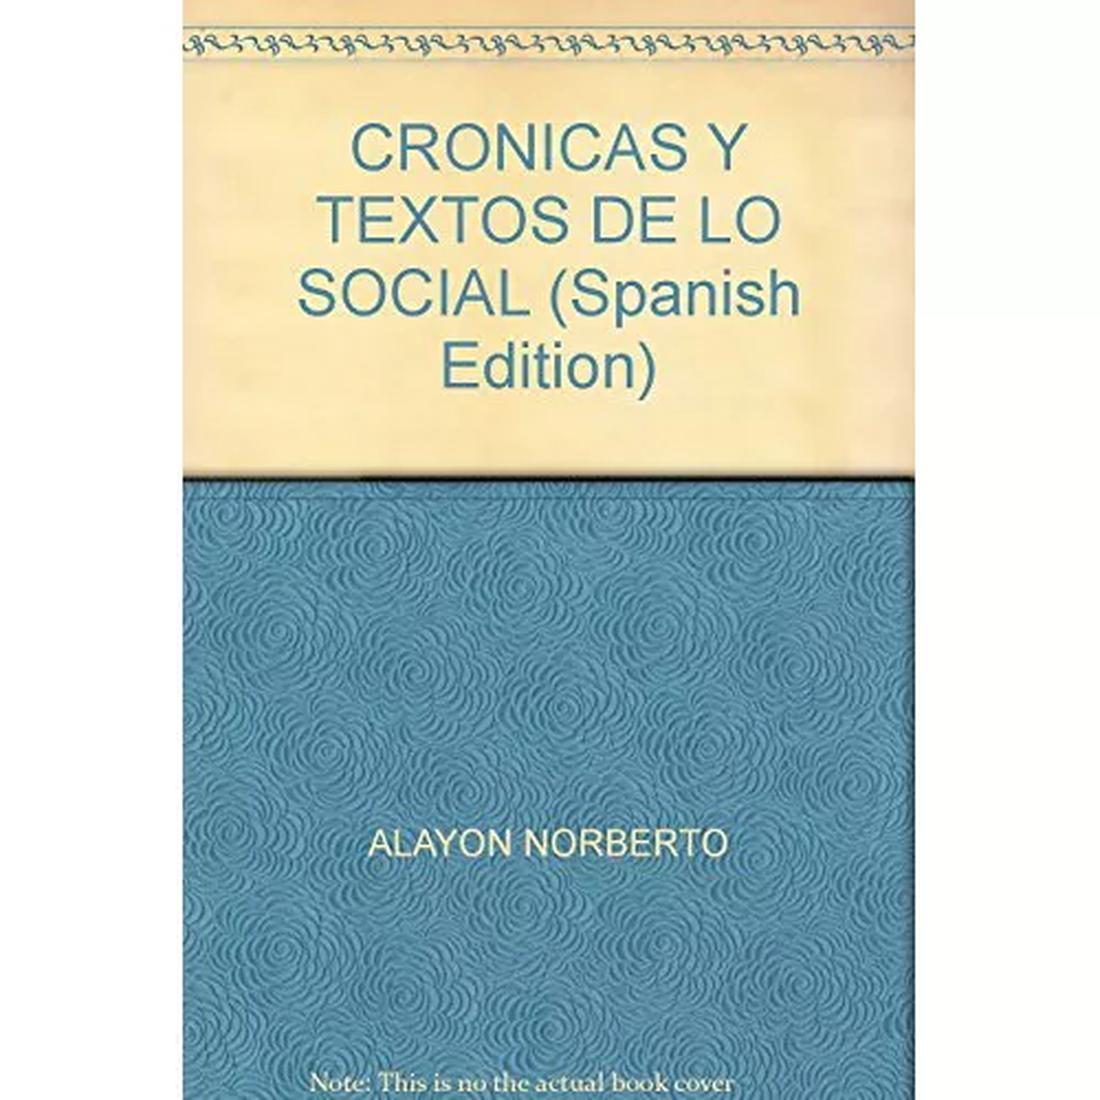 CRONICAS Y
TEXTOS DE LO
SOCIAL (Spanish
Edition)
ALAYON NORBERTO
Note: This is no the actual book cover